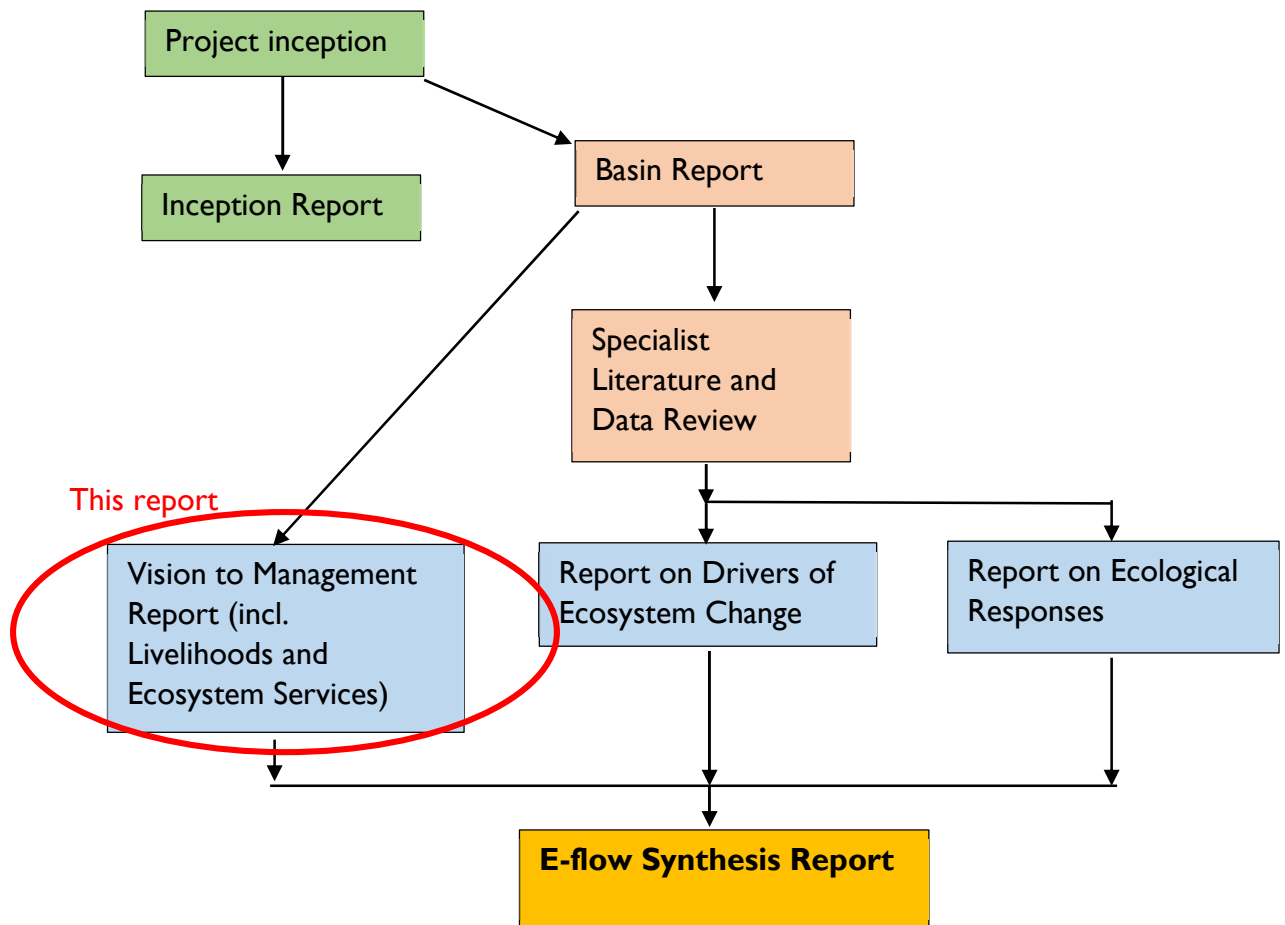 Project inception
Basin Report
Inception Report
Specialist
Literature and
Data Review
This report
Vision to Management
Report (incl.
Livelihoods and
Ecosystem Services)
Report on Drivers of
Ecosystem Change
Report on Ecological
Responses
E-flow Synthesis Report